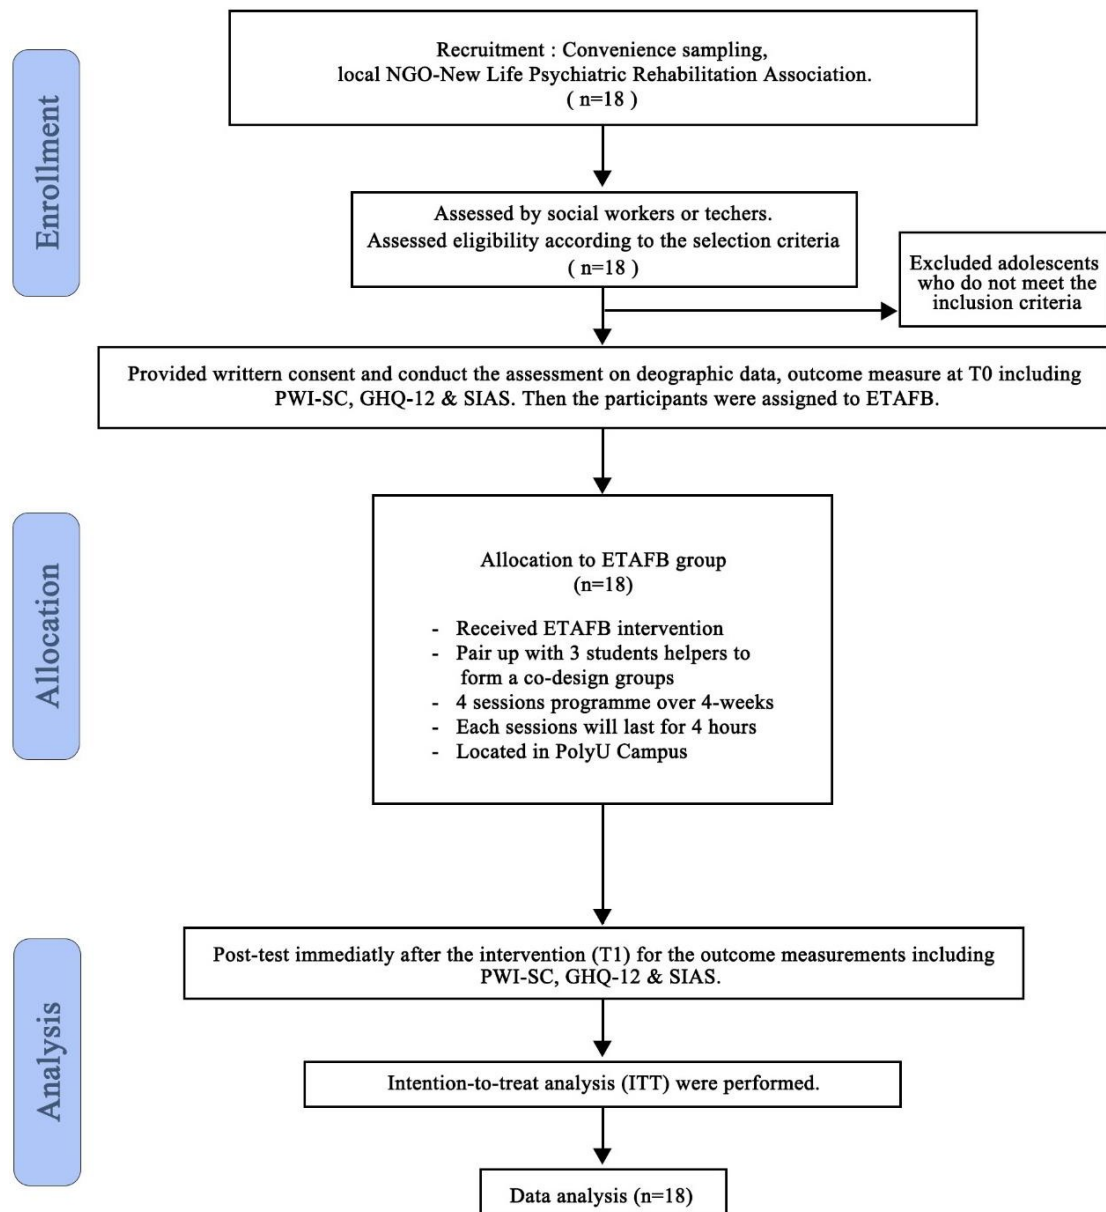 Enrollment
Recruitment : Convenience sampling,
local NGO-New Life Psychiatric Rehabilitation Association.
( n=18 )
Assessed by social workers or techers.
Assessed eligibility according to the selection criteria
( n=18 )
Excluded adolescents
who do not meet the
inclusion criteria
Provided writtern consent and conduct the assessment on deographic data, outcome measure at T0 including
PWI-SC, GHQ-12 & SIAS. Then the participants were assigned to ETAFB.
Allocation
Allocation to ETAFB group
(n=18)
- Received ETAFB intervention
- Pair up with 3 students helpers to
form a co-design groups
- 4 sessions programme over 4-weeks
- Each sessions will last for 4 hours
- Located in PolyU Campus
Analysis
Post-test immediatly after the intervention (T1) for the outcome measurements including
PWI-SC, GHQ-12 & SIAS.
Intention-to-treat analysis (ITT) were performed.
Data analysis (n=18)